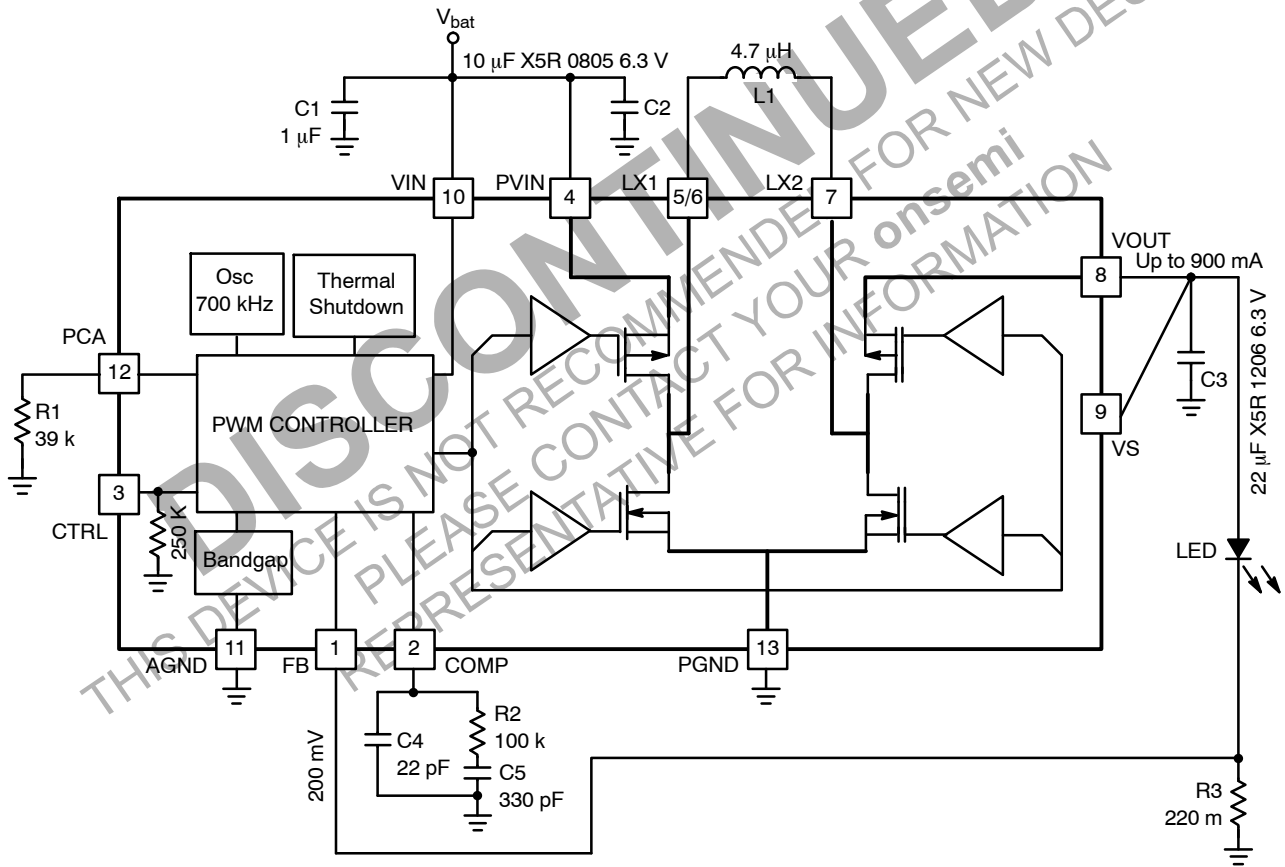 Vbat
10 µF X5R 0805 6.3 V
4.7 µH
L1
C1
1 µF
C2
VIN
10
PVIN
4
LX1
5/6
LX2
7
VOUT
8
Up to 900 mA
Osc
700 kHz
Thermal
Shutdown
PCA
12
R1
39 k
PWM CONTROLLER
C3
9
VS
22 µF X5R 1206 6.3 V
3
CTRL
250 K
Bandgap
LED
11
AGND
1
FB
2
COMP
PGND
13
200 mV
C4
22 pF
R2
100 k
C5
330 pF
R3
220 m
DISCONTINUED
THIS DEVICE IS NOT RECOMMENDED FOR NEW
PLEASE CONTACT YOUR onsemi
REPRESENTATIVE FOR INFORMATION